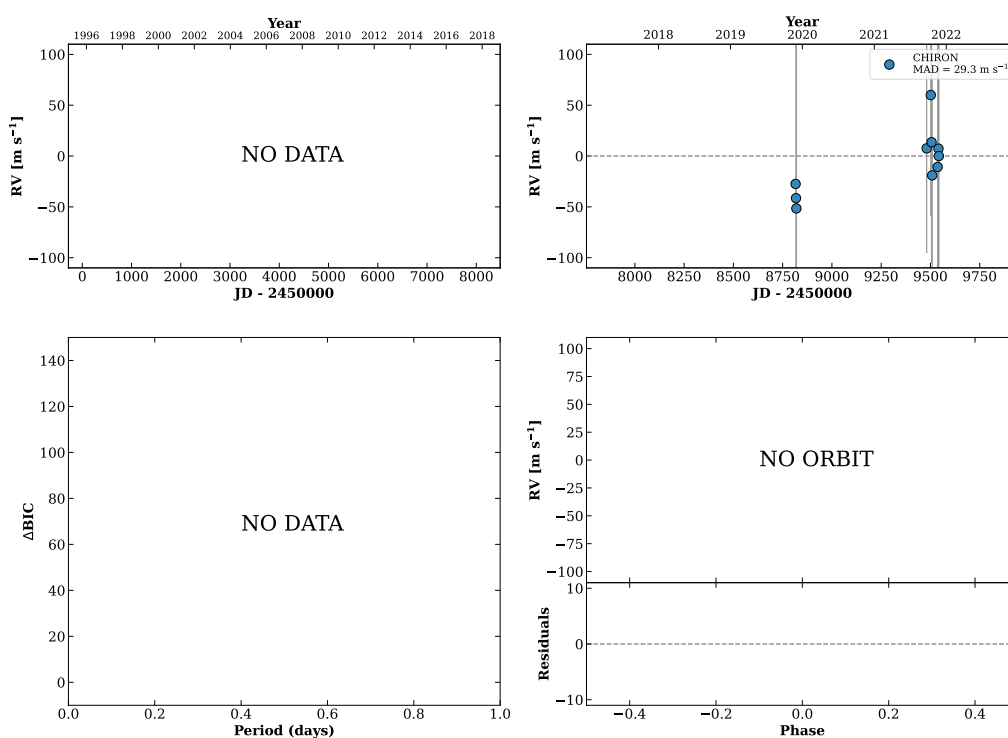 Year
1996 1998 2000 2002 2004 2006 2008 2010 2012 2014 2016 2018
100
50
0
−50
−100
RV [m s⁻¹]
NO DATA
0 1000 2000 3000 4000 5000 6000 7000 8000
JD - 2450000
Year
2018 2019 2020 2021 2022
CHIRON
MAD = 29.3 m s⁻¹
100
50
0
−50
−100
RV [m s⁻¹]
8000 8250 8500 8750 9000 9250 9500 9750
JD - 2450000
140
120
100
80
60
40
20
0
ΔBIC
NO DATA
0.0 0.2 0.4 0.6 0.8 1.0
Period (days)
100
75
50
25
0
−25
−50
−75
−100
RV [m s⁻¹]
NO ORBIT
10
0
−10
Residuals
−0.4 −0.2 0.0 0.2 0.4
Phase